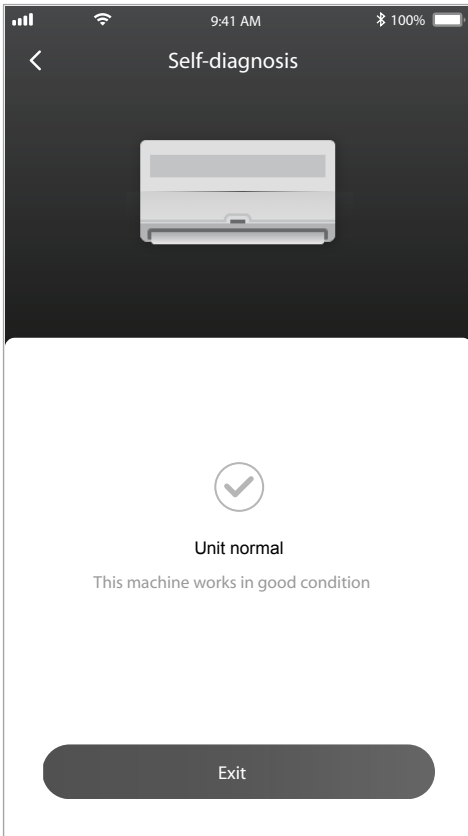 9:41 AM
100%
Self-diagnosis
Unit normal
This machine works in good condition
Exit